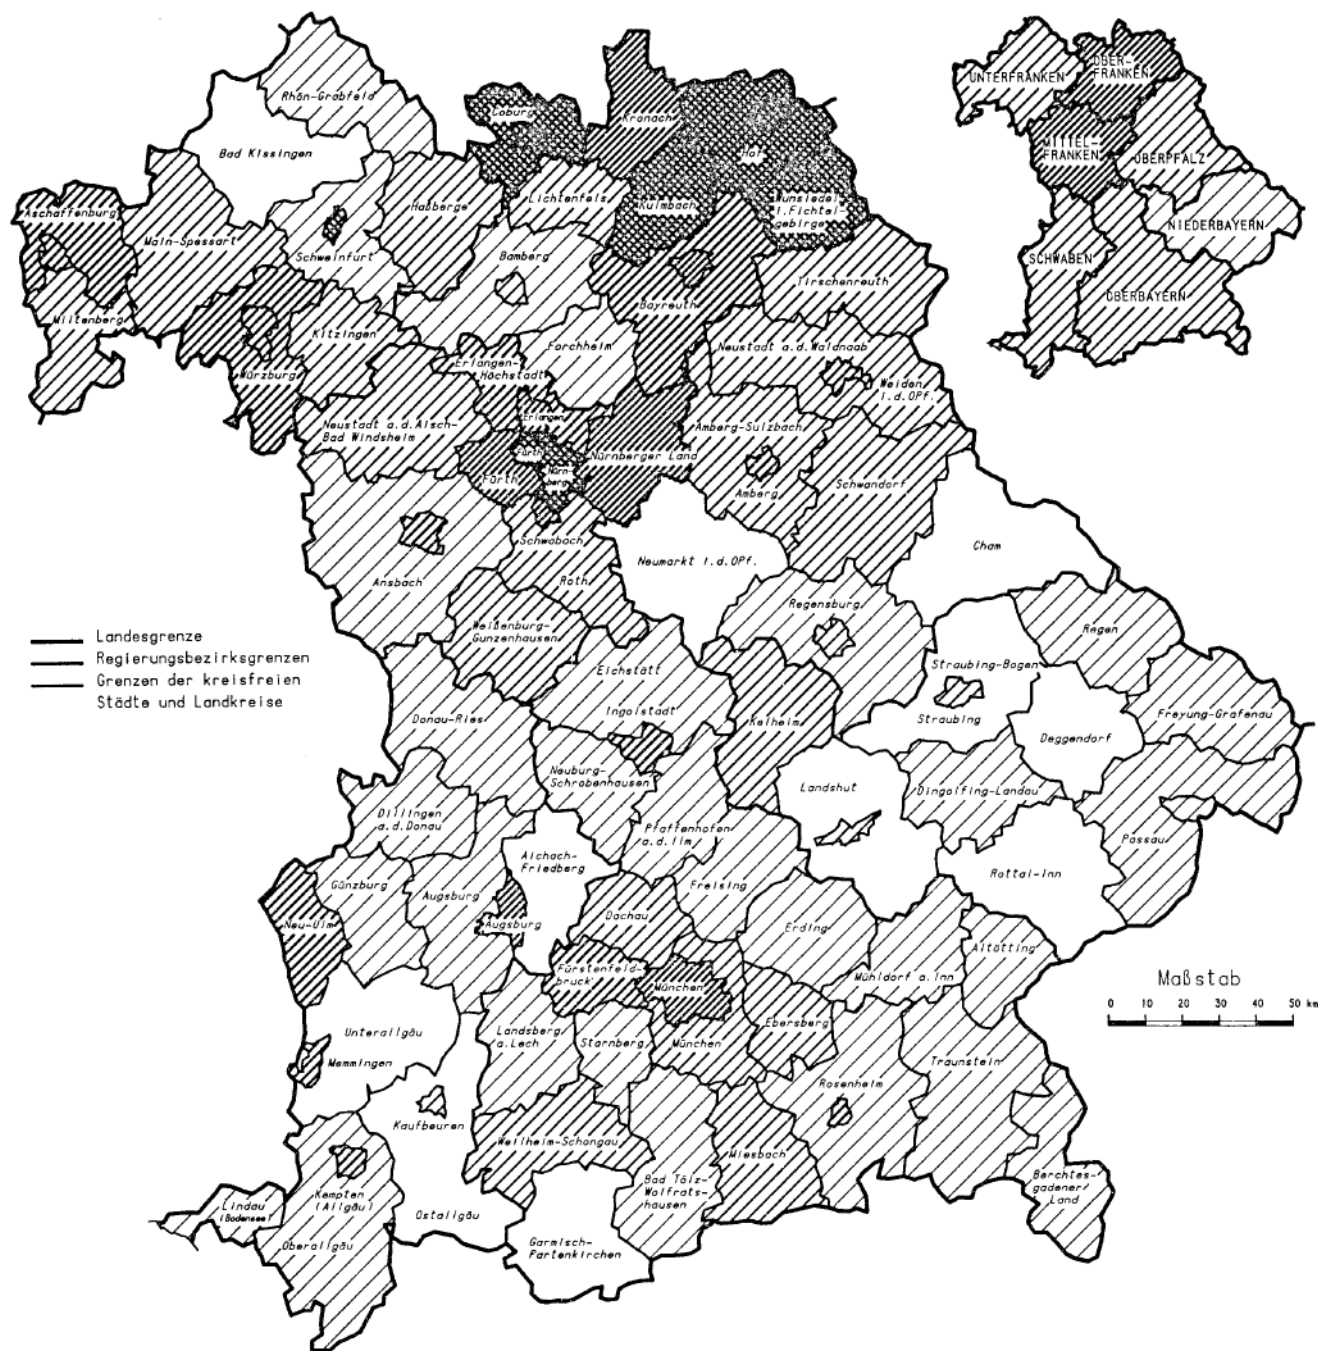 Rhön-Grabfeld
Bad Kissingen
Coburg
Kronach
Hof
Aschaffenburg
Main-Spessart
Schweinfurt
Haßberge
Lichtenfels
Kulmbach
Wunsiedel
i.Fichtel-
gebirge
Bamberg
Bayreuth
Tirschenreuth
Miltenberg
Würzburg
Kitzingen
Erlangen-
Höchstadt
Forchheim
Neustadt a.d.Waldnaab
Weiden
i.d.OPf.
Neustadt a.d.Aisch-
Bad Windsheim
Erlangen
Fürth
Nürn-
berg
Fürth
Nürnberger Land
Amberg-Sulzbach
Amberg
Schwandorf
Ansbach
Schwabach
Roth
Neumarkt i.d.OPf.
Cham
Weißenburg-
Gunzenhausen
Regensburg
Regen
Eichstätt
Ingolstadt
Straubing-Bogen
Straubing
Donau-Ries
Kelheim
Deggendorf
Freyung-Grafenau
Neuburg-
Schrobenhausen
Landshut
Dingolfing-Landau
Dillingen
a.d.Donau
Pfaffenhofen
a.d.Ilm
Passau
Aichach-
Friedberg
Rottal-Inn
Günzburg
Augsburg
Freising
Neu-Ulm
Augsburg
Dachau
Erding
Altötting
Mühldorf a.Inn
Fürstenfeld-
bruck
München
Unterallgäu
Landsberg
a.Lech
Starnberg
München
Ebersberg
Memmingen
Traunstein
Rosenheim
Kaufbeuren
Weilheim-Schongau
Miesbach
Bad Tölz-
Wolfrats-
hausen
Berchtes-
gadener
Land
Lindau
(Bodensee)
Kempten
(Allgäu)
Ostallgäu
Oberallgäu
Garmisch-
Partenkirchen
UNTERFRANKEN
OBER-
FRANKEN
MITTEL-
FRANKEN
OBERPFALZ
NIEDERBAYERN
SCHWABEN
OBERBAYERN
Landesgrenze
Regierungsbezirksgrenzen
Grenzen der kreisfreien
Städte und Landkreise
Maßstab
0 10 20 30 40 50 km